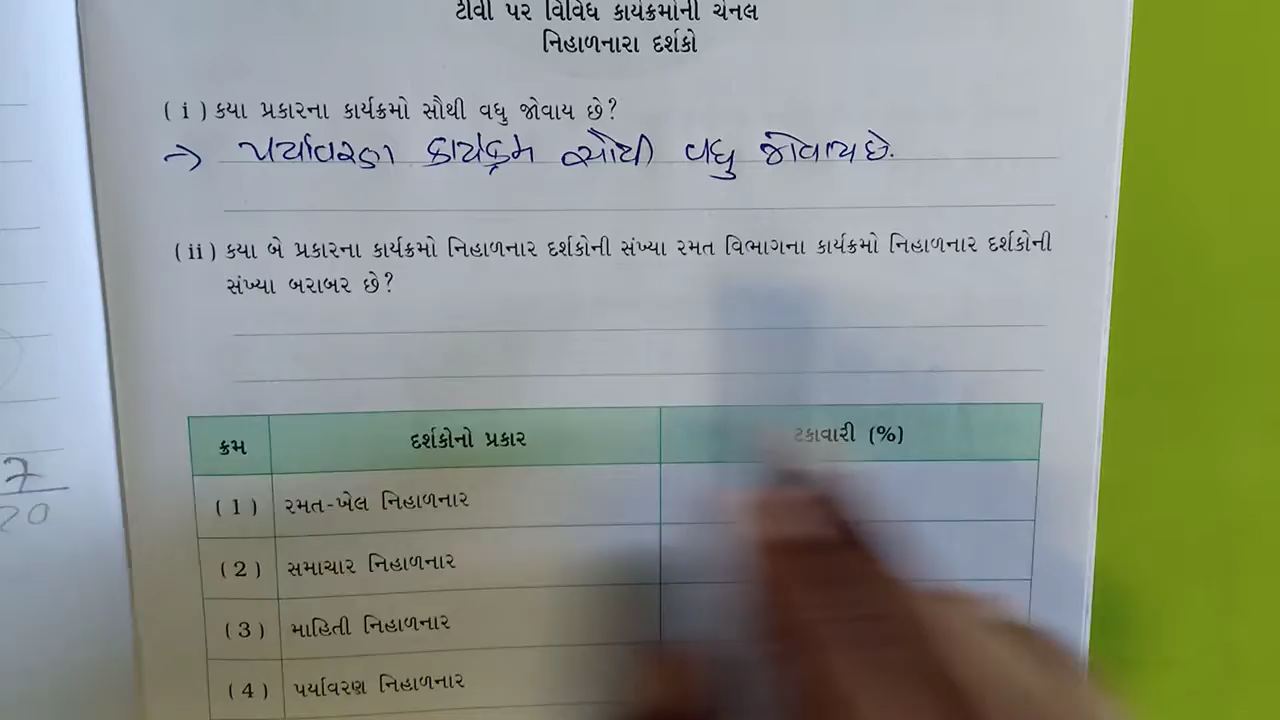 ટીવી પર વિવિધ કાર્યક્રમોની ચેનલ
નિહાળનારા દર્શકો
( i ) કયા પ્રકારના કાર્યક્રમો સૌથી વધુ જોવાય છે?
→ પર્યાવરણ કાર્યક્રમ સૌથી વધુ જોવાય છે.
( ii ) કયા બે પ્રકારના કાર્યક્રમો નિહાળનાર દર્શકોની સંખ્યા રમત વિભાગના કાર્યક્રમો નિહાળનાર દર્શકોની
સંખ્યા બરાબર છે?
ક્રમ દર્શકોનો પ્રકાર ટકાવારી (%)
( 1 ) રમત-ખેલ નિહાળનાર
( 2 ) સમાચાર નિહાળનાર
( 3 ) માહિતી નિહાળનાર
7
20
( 4 ) પર્યાવરણ નિહાળનાર